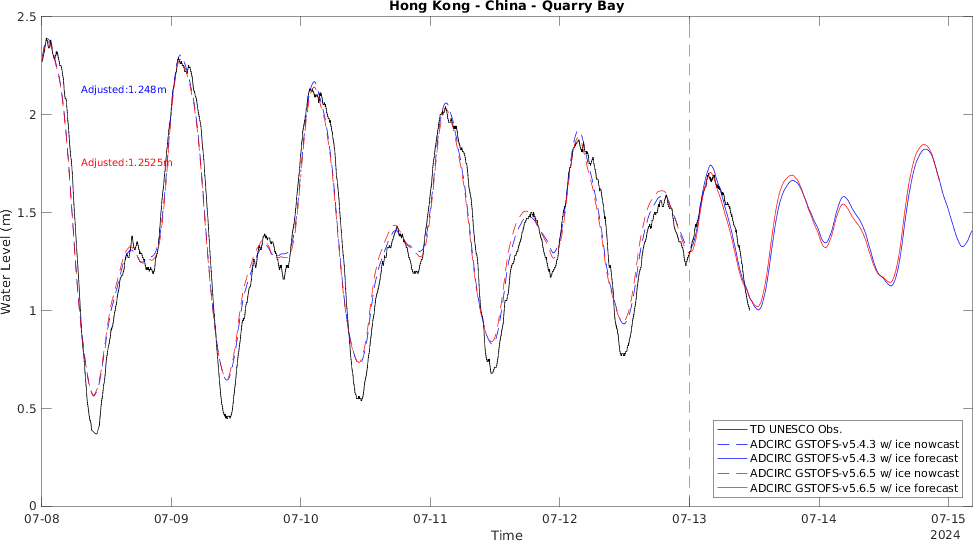 Hong Kong - China - Quarry Bay
2.5
2
1.5
1
0.5
0
Water Level (m)
Adjusted:1.248m
Adjusted:1.2525m
TD UNESCO Obs.
ADCIRC GSTOFS-v5.4.3 w/ ice nowcast
ADCIRC GSTOFS-v5.4.3 w/ ice forecast
ADCIRC GSTOFS-v5.6.5 w/ ice nowcast
ADCIRC GSTOFS-v5.6.5 w/ ice forecast
07-08 07-09 07-10 07-11 07-12 07-13 07-14 07-15
Time
2024